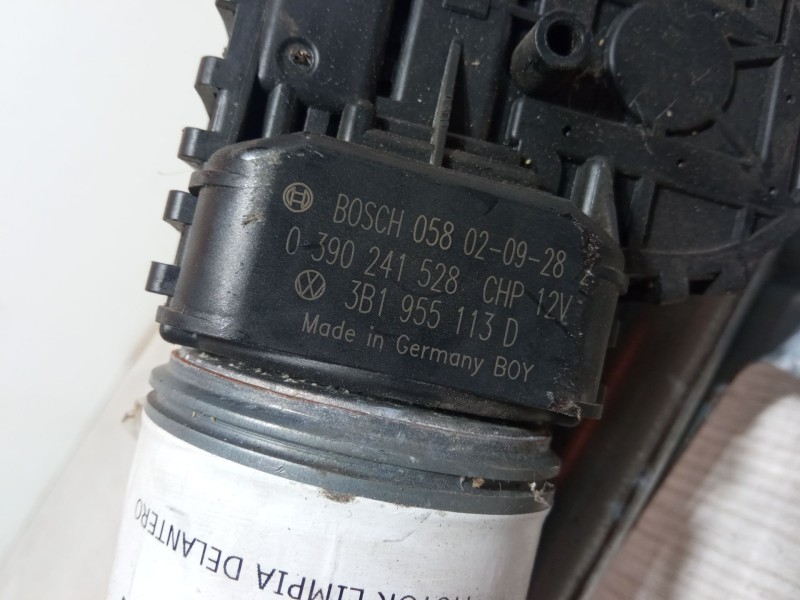 BOSCH 058 02-09-28
0 390 241 528 CHP 12V
3B1 955 113 D
Made in Germany BOY
MOTOR LIMPIA DELANTERO